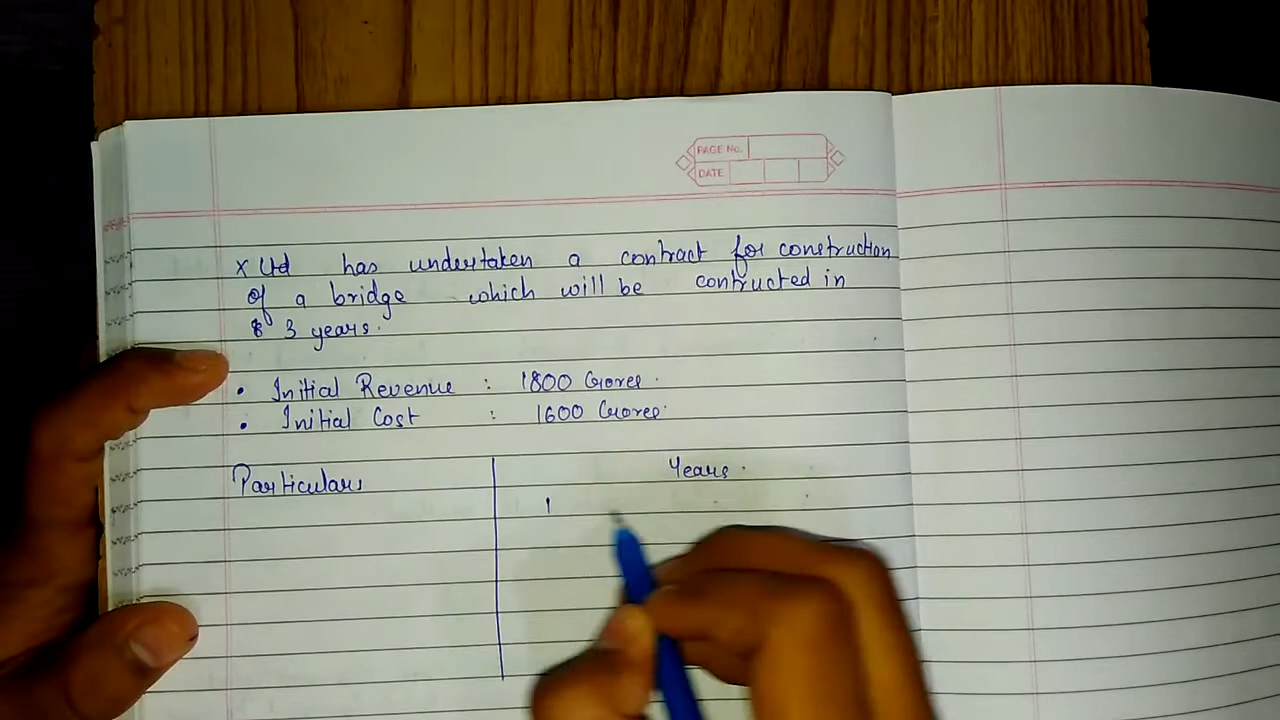 PAGE No.
DATE
X Ltd has undertaken a contract for construction
of a bridge which will be contructed in
3 years.
• Initial Revenue : 1800 Crores.
• Initial Cost : 1600 Crores.
Particulars Years.
1